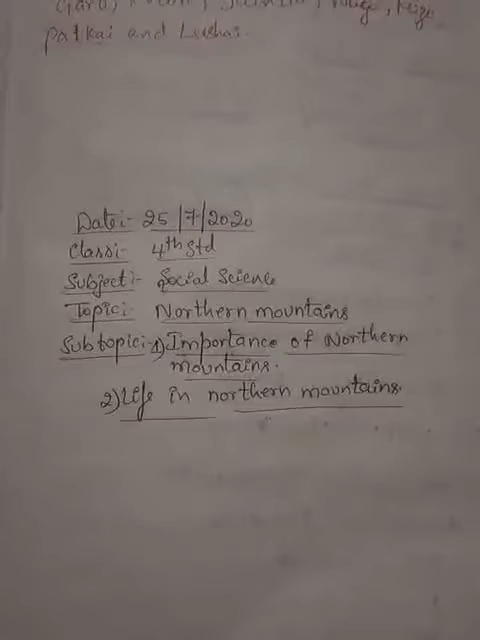 Garo,
Patkai and Lushai.
Date:- 25/7/2020
Class:- 4th Std
Subject:- Social Science
Topic:- Northern mountains
Subtopic:-1) Importance of Northern
mountains.
2) Life in northern mountains.